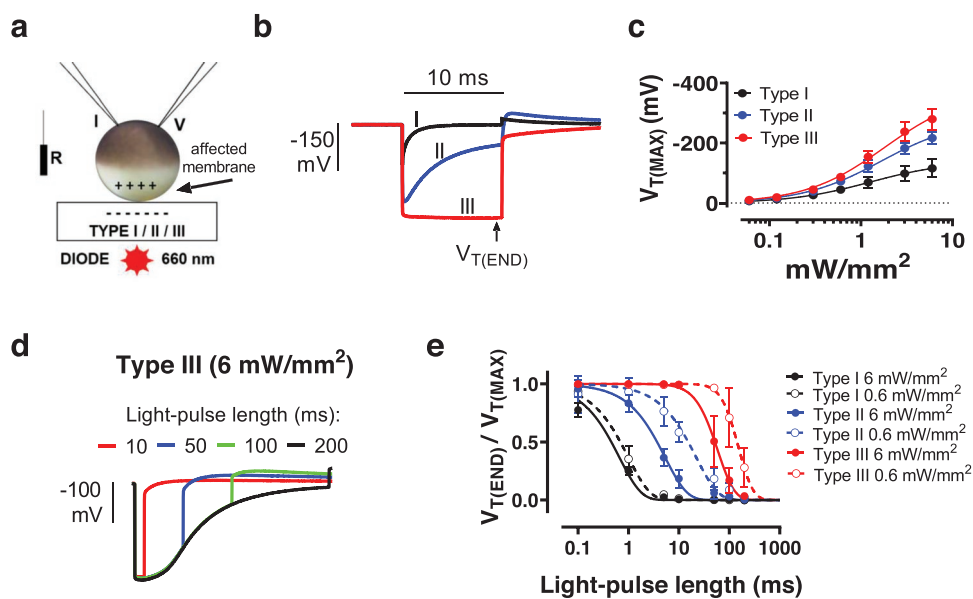 a
I
V
R
affected
membrane
+ + + +
- - - - - - -
TYPE I / II / III
DIODE 660 nm
b
10 ms
-150
mV
I
II
III
V_T(END)
c
V_T(MAX) (mV)
-400
-200
0
Type I
Type II
Type III
0.1 1 10
mW/mm²
d
Type III (6 mW/mm²)
Light-pulse length (ms):
10 50 100 200
-100
mV
e
V_T(END) / V_T(MAX)
1.0
0.5
0.0
0.1 1 10 100 1000
Light-pulse length (ms)
Type I 6 mW/mm²
Type I 0.6 mW/mm²
Type II 6 mW/mm²
Type II 0.6 mW/mm²
Type III 6 mW/mm²
Type III 0.6 mW/mm²